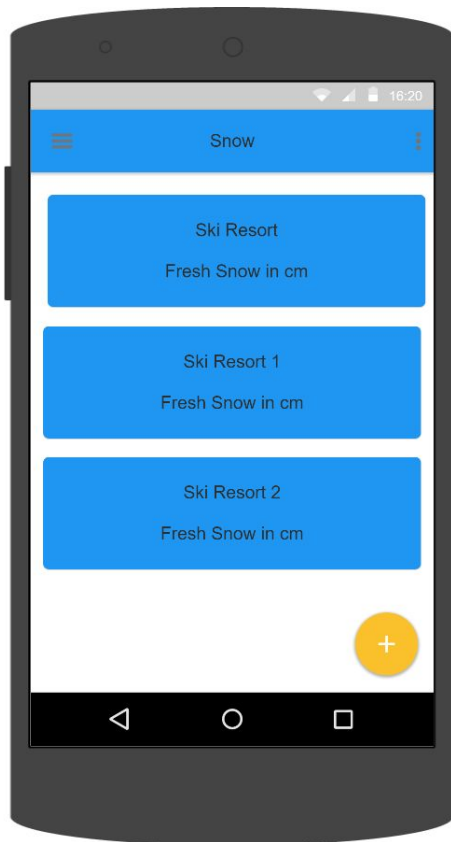 16:20
Snow
Ski Resort
Fresh Snow in cm
Ski Resort 1
Fresh Snow in cm
Ski Resort 2
Fresh Snow in cm
+